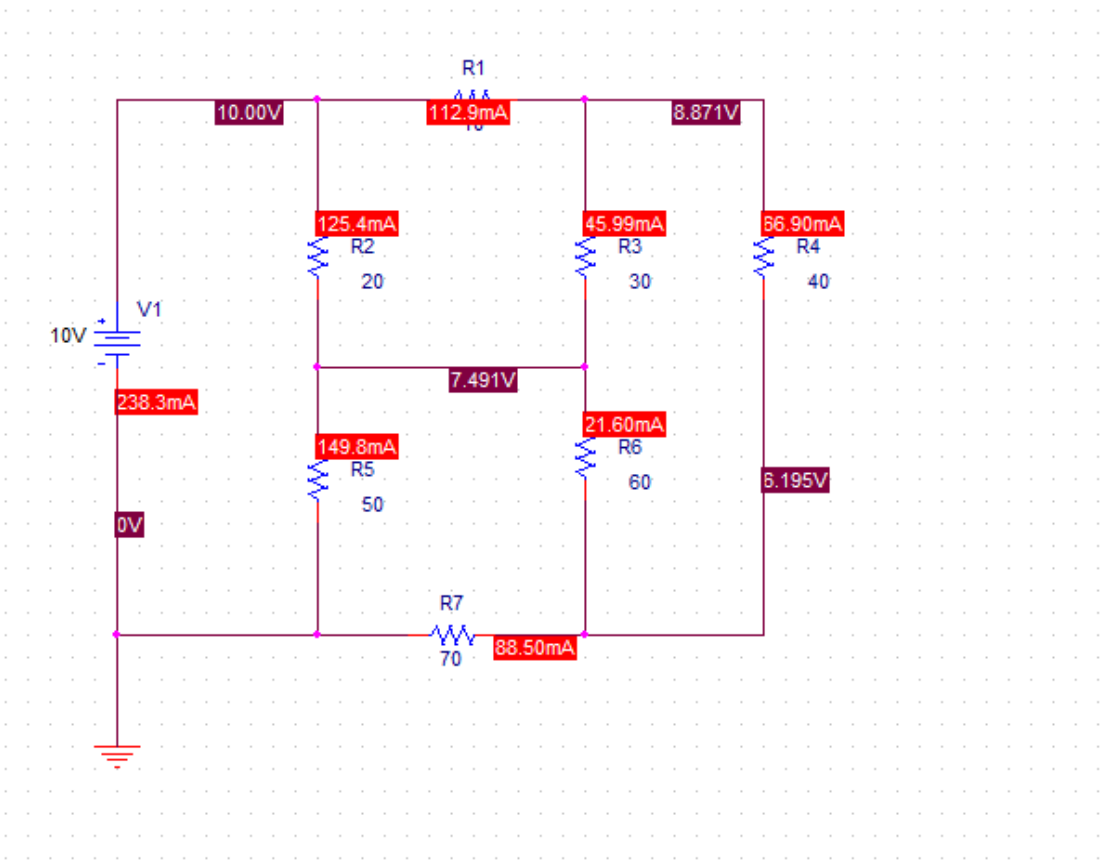 R1
10.00V
112.9mA
8.871V
125.4mA
45.99mA
66.90mA
R2
R3
R4
20
30
40
V1
10V
+
-
7.491V
238.3mA
21.60mA
149.8mA
R6
R5
60
6.195V
50
0V
R7
88.50mA
70